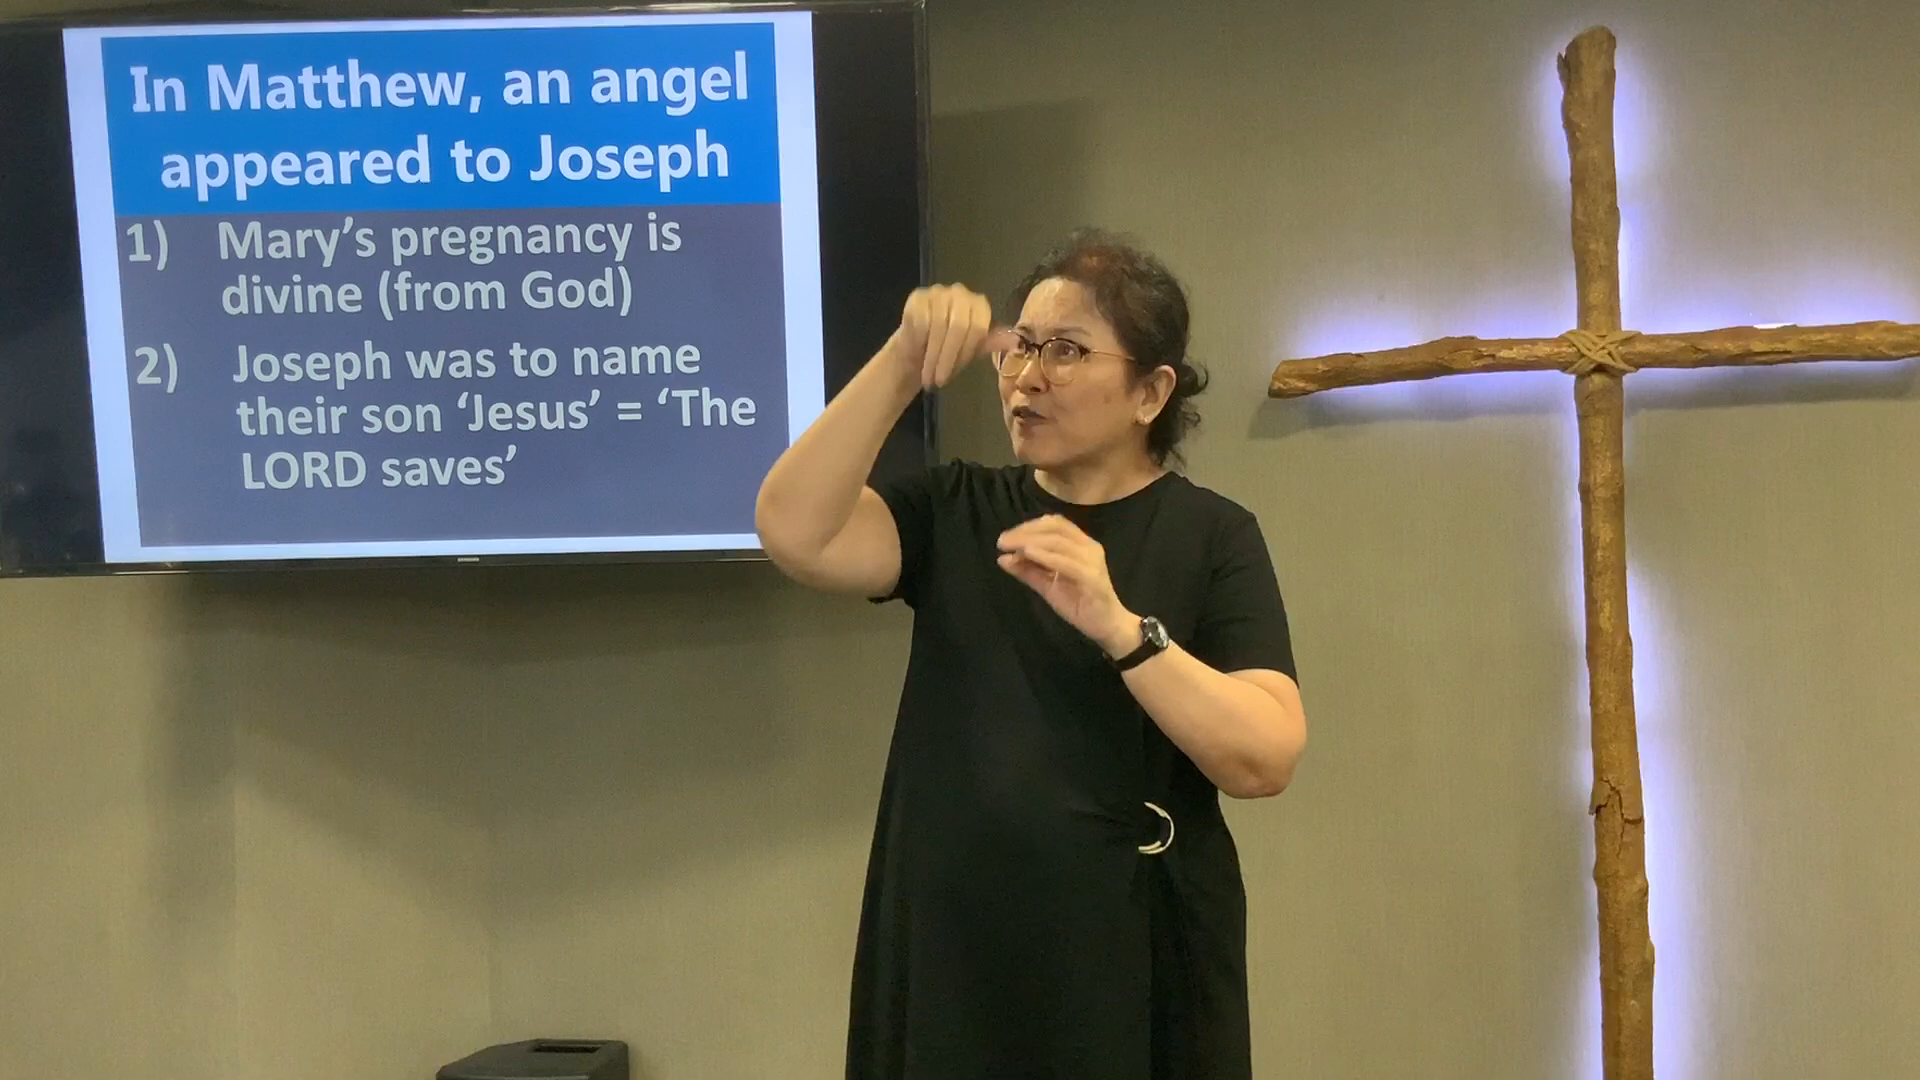 In Matthew, an angel
appeared to Joseph
1) Mary’s pregnancy is
divine (from God)
2) Joseph was to name
their son ‘Jesus’ = ‘The
LORD saves’